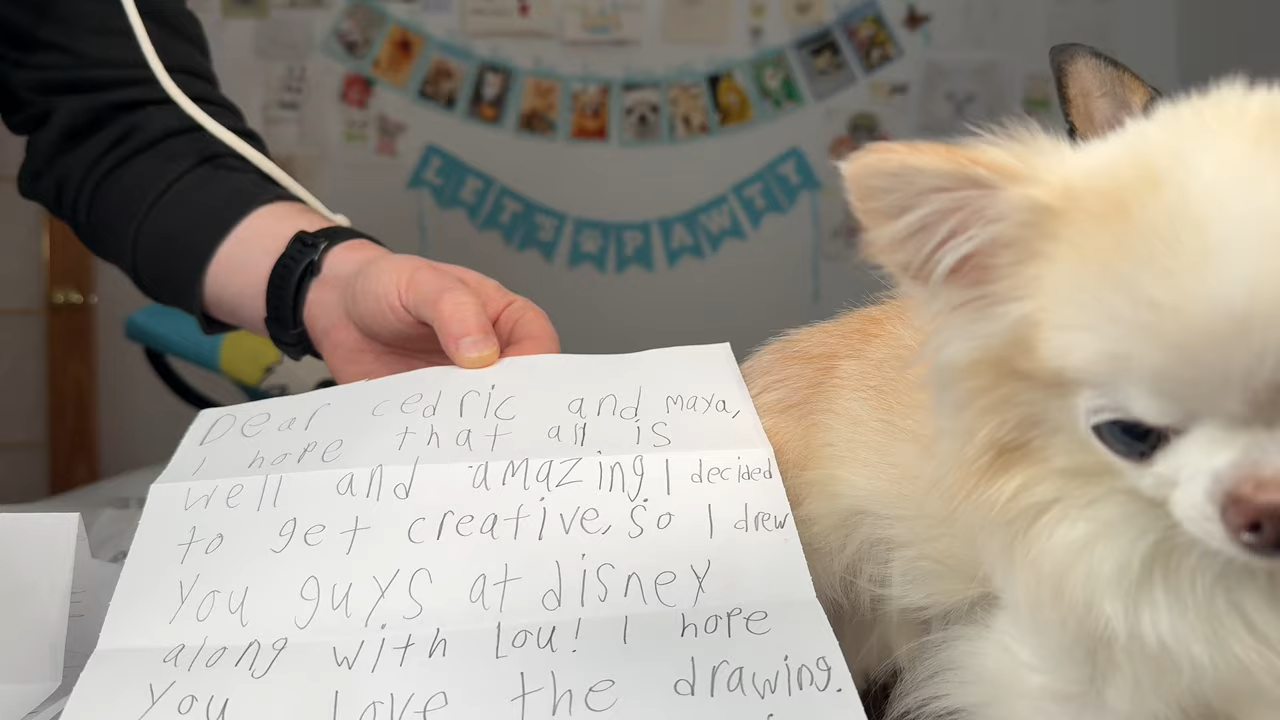 LET'S PAWTY
Dear cedric and maya,
I hope that all is
well and amazing! I decided
to get creative, so I drew
you guys at disney
along with Lou! I hope
you love the drawing.